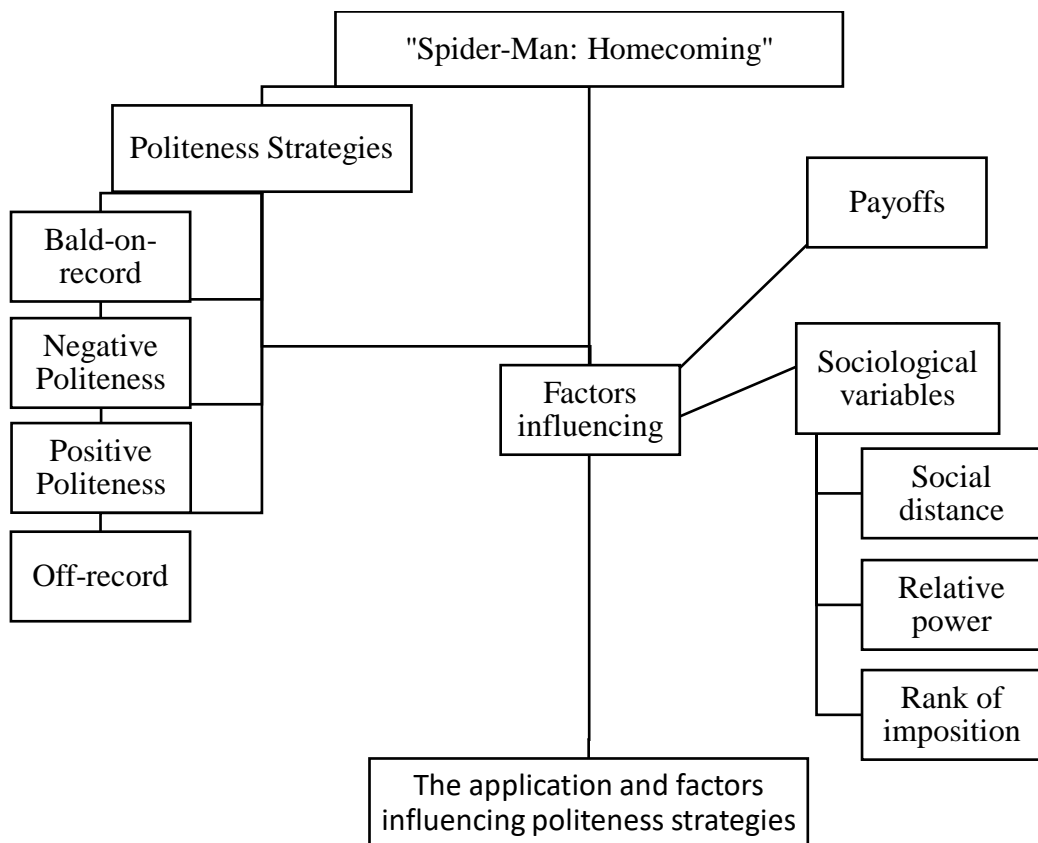 "Spider-Man: Homecoming"
Politeness Strategies
Bald-on-
record
Negative
Politeness
Positive
Politeness
Off-record
Payoffs
Factors
influencing
Sociological
variables
Social
distance
Relative
power
Rank of
imposition
The application and factors
influencing politeness strategies